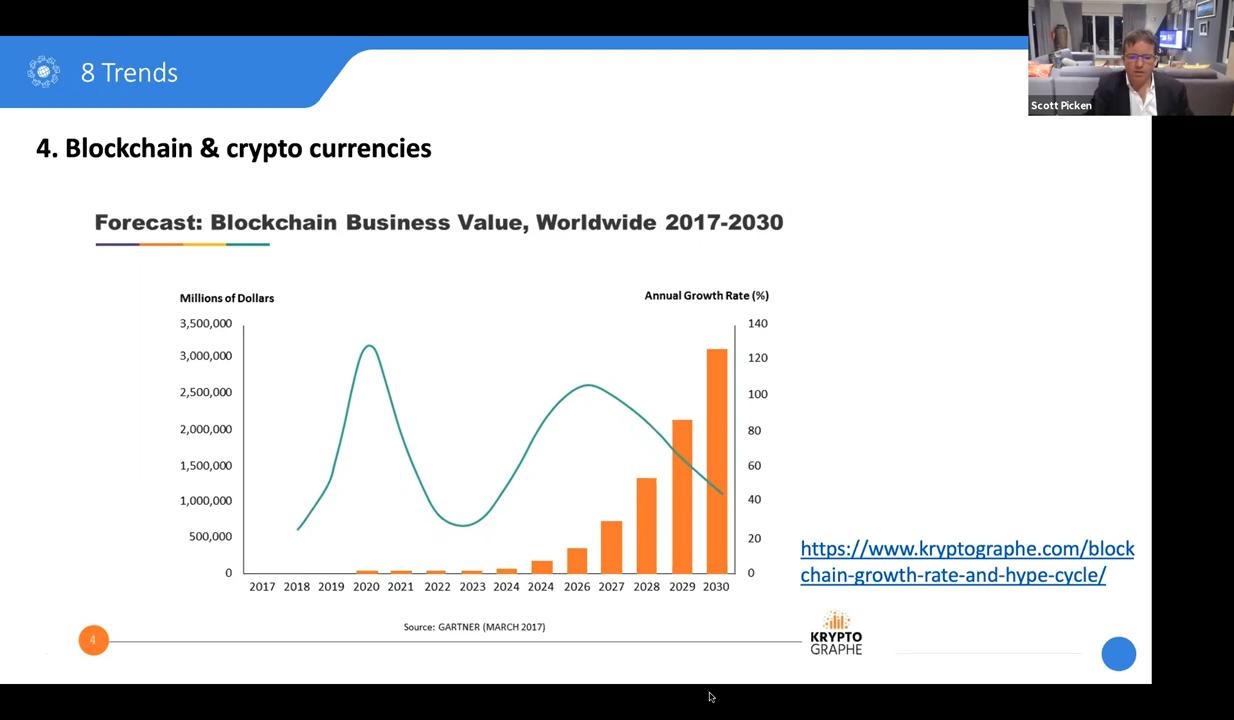 8 Trends
Scott Picken
4. Blockchain & crypto currencies
Forecast: Blockchain Business Value, Worldwide 2017-2030
Millions of Dollars
Annual Growth Rate (%)
3,500,000
3,000,000
2,500,000
2,000,000
1,500,000
1,000,000
500,000
0
140
120
100
80
60
40
20
0
2017 2018 2019 2020 2021 2022 2023 2024 2024 2026 2027 2028 2029 2030
https://www.kryptographe.com/block
chain-growth-rate-and-hype-cycle/
Source: GARTNER (MARCH 2017)
4
KRYPTO
GRAPHE